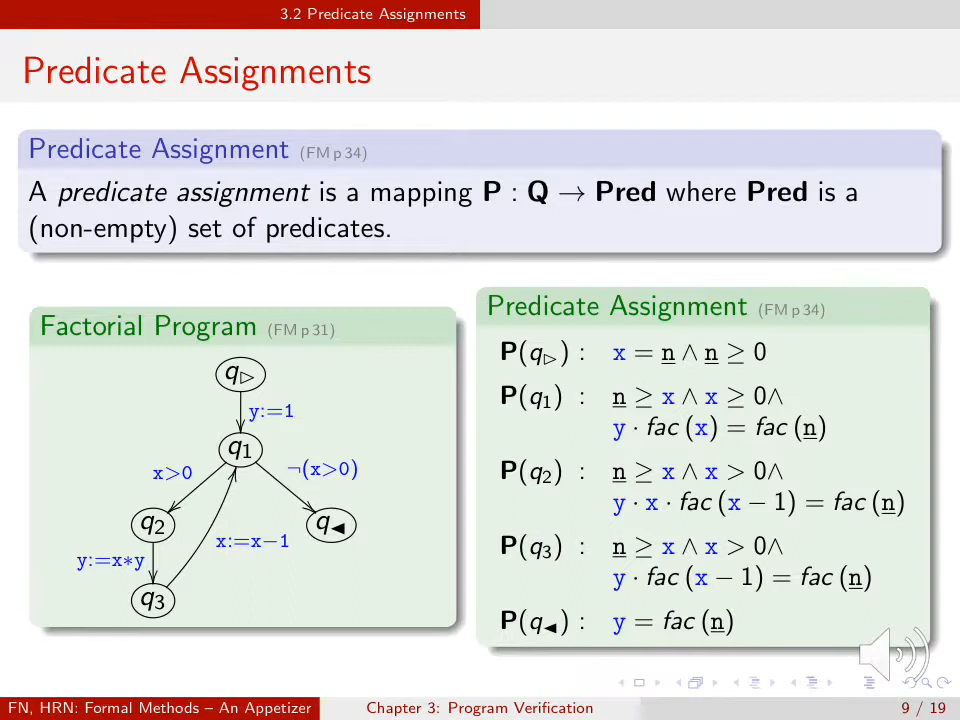 3.2 Predicate Assignments
Predicate Assignments
Predicate Assignment (FM p 34)
A predicate assignment is a mapping P : Q → Pred where Pred is a
(non-empty) set of predicates.
Factorial Program (FM p 31)
q▷
y:=1
q1
x>0
¬(x>0)
q2
q◀
y:=x*y
x:=x−1
q3
Predicate Assignment (FM p 34)
P(q▷) : x = n ∧ n ≥ 0
P(q1) : n ≥ x ∧ x ≥ 0∧
y · fac (x) = fac (n)
P(q2) : n ≥ x ∧ x > 0∧
y · x · fac (x − 1) = fac (n)
P(q3) : n ≥ x ∧ x > 0∧
y · fac (x − 1) = fac (n)
P(q◀) : y = fac (n)
FN, HRN: Formal Methods – An Appetizer
Chapter 3: Program Verification
9 / 19